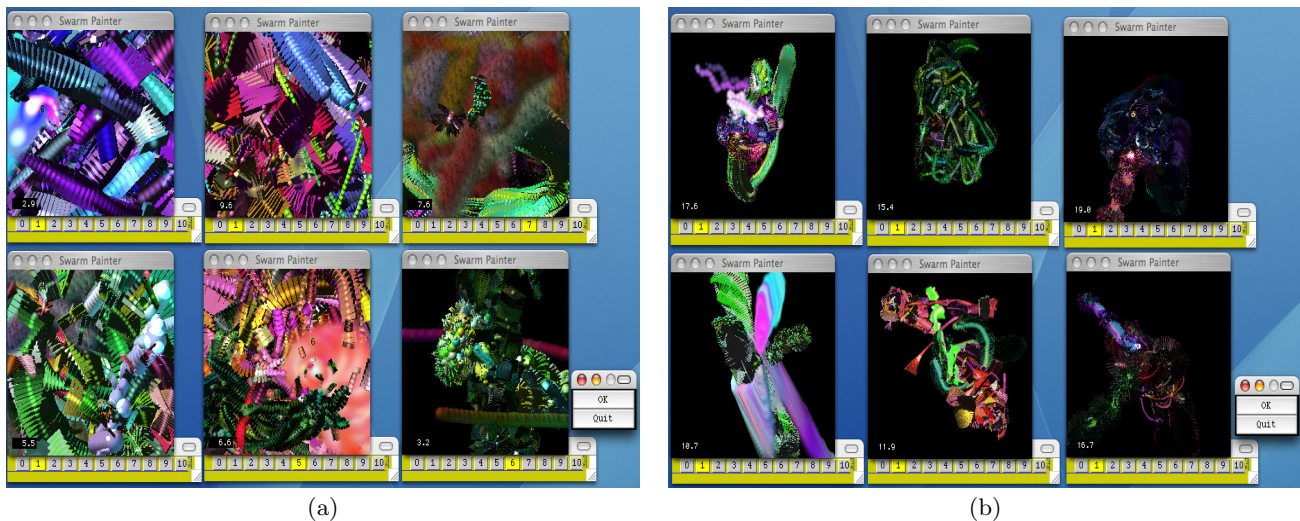 Swarm Painter
Swarm Painter
Swarm Painter
2.9
9.6
7.6
0 1 2 3 4 5 6 7 8 9 10
0 1 2 3 4 5 6 7 8 9 10
0 1 2 3 4 5 6 7 8 9 10
Swarm Painter
Swarm Painter
Swarm Painter
5.5
6.6
3.2
0 1 2 3 4 5 6 7 8 9 10
0 1 2 3 4 5 6 7 8 9 10
0 1 2 3 4 5 6 7 8 9 10
OK
Quit
(a)
Swarm Painter
Swarm Painter
Swarm Painter
17.6
15.4
19.0
0 1 2 3 4 5 6 7 8 9 10
0 1 2 3 4 5 6 7 8 9 10
0 1 2 3 4 5 6 7 8 9 10
Swarm Painter
Swarm Painter
Swarm Painter
10.7
11.9
16.7
0 1 2 3 4 5 6 7 8 9 10
0 1 2 3 4 5 6 7 8 9 10
0 1 2 3 4 5 6 7 8 9 10
OK
Quit
(b)